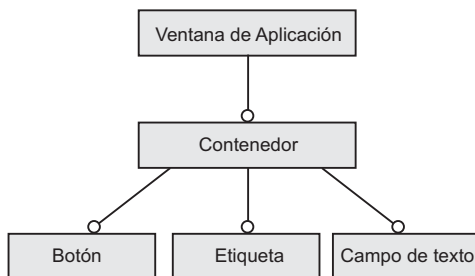 Ventana de Aplicación
Contenedor
Botón
Etiqueta
Campo de texto